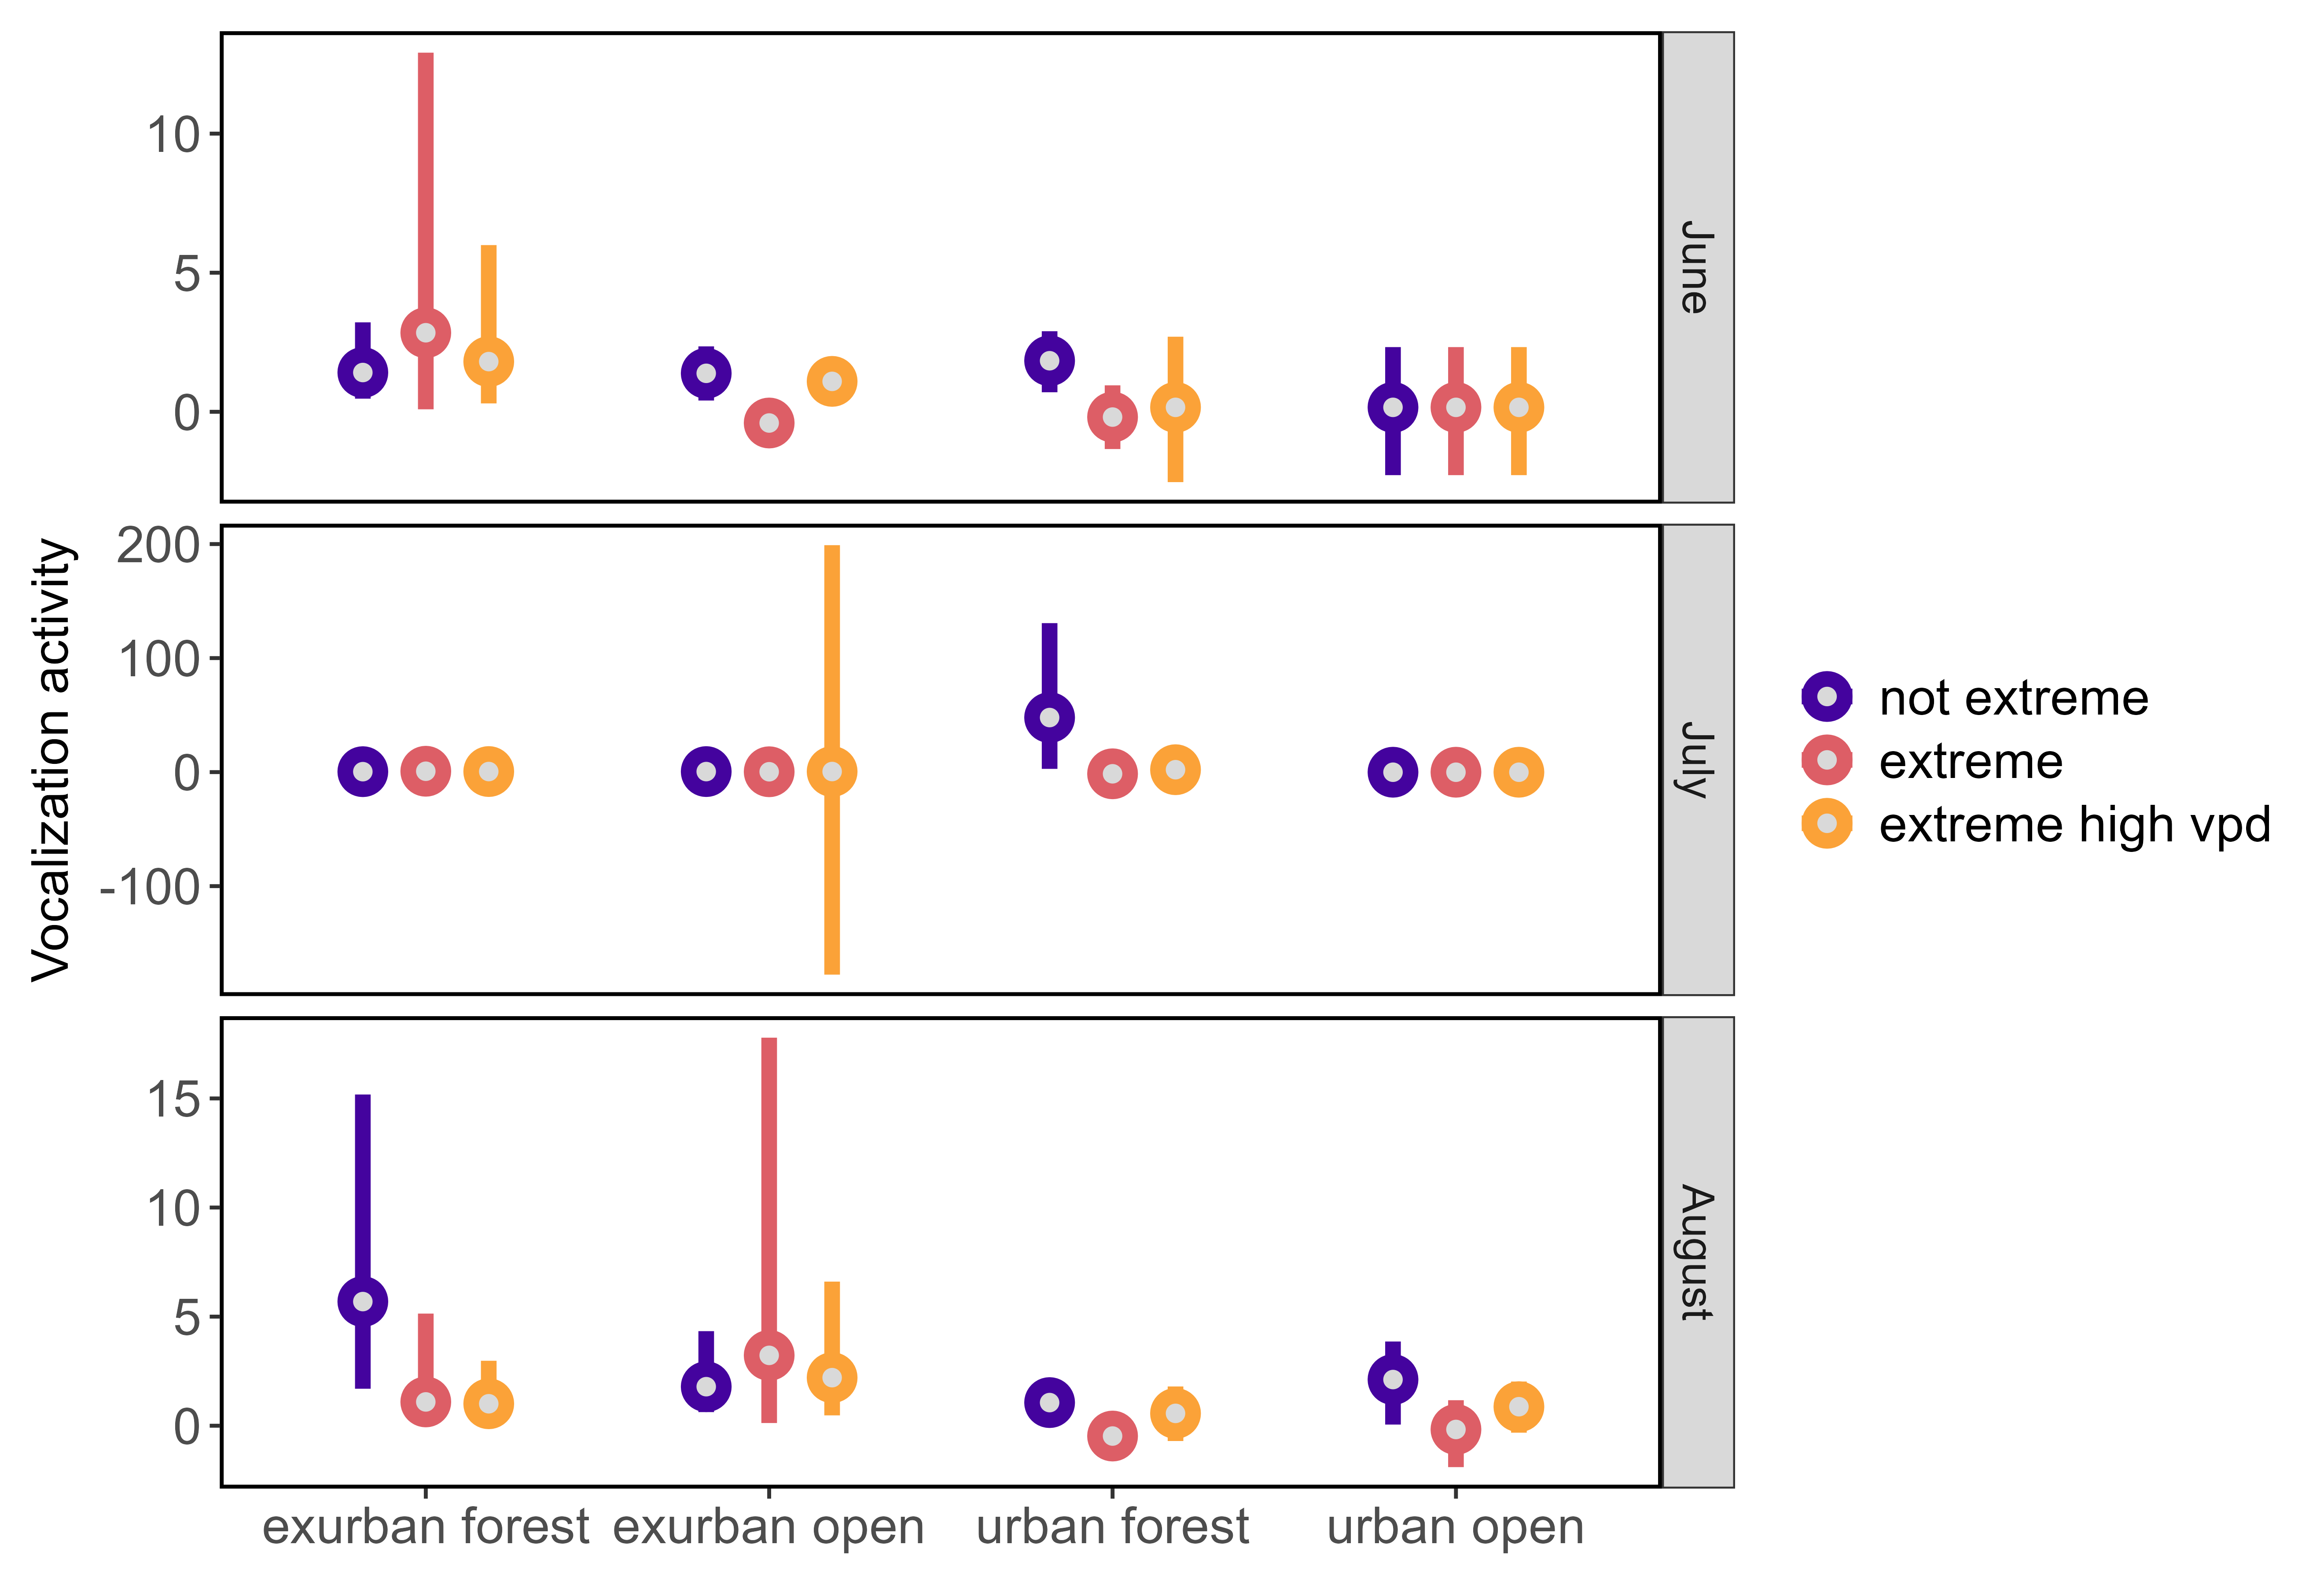 10
5
0
June
Vocalization activity
200
100
0
-100
July
not extreme
extreme
extreme high vpd
15
10
5
0
August
exurban forest exurban open urban forest urban open